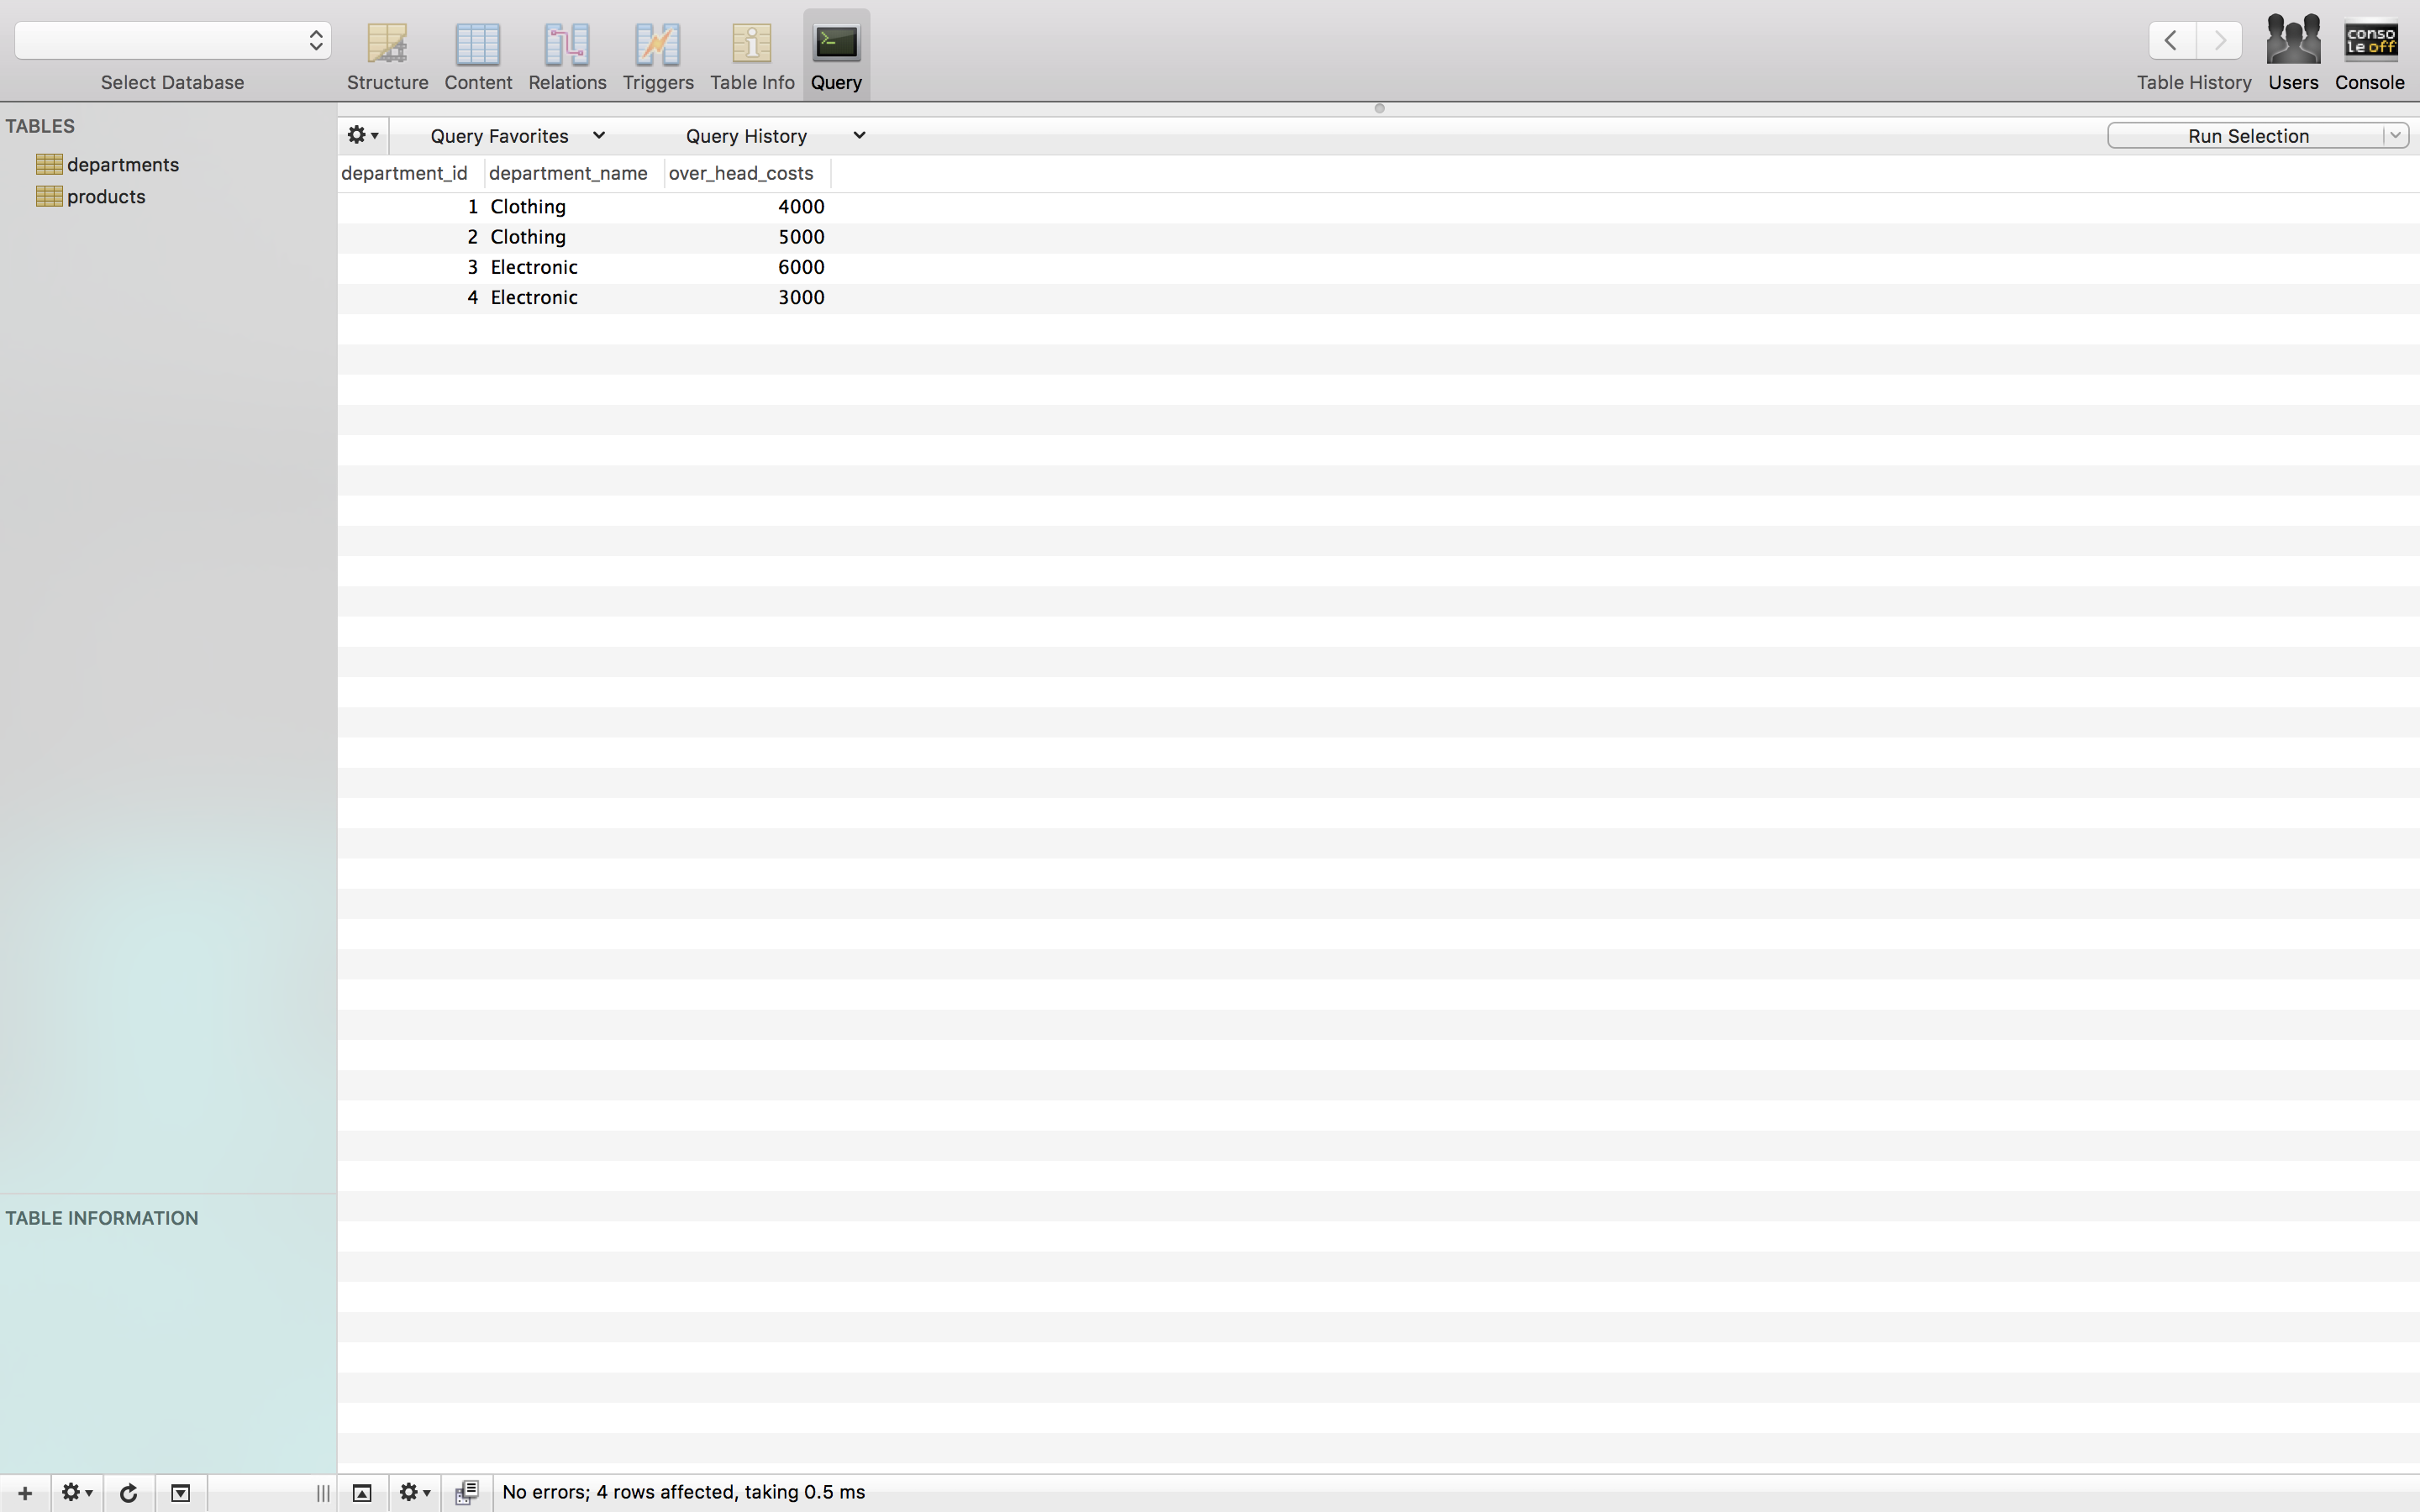 conso
le off
Select Database
Structure
Content
Relations
Triggers
Table Info
Query
Table History
Users
Console
TABLES
departments
products
Query Favorites
Query History
Run Selection
department_id department_name over_head_costs
1 Clothing 4000
2 Clothing 5000
3 Electronic 6000
4 Electronic 3000
TABLE INFORMATION
No errors; 4 rows affected, taking 0.5 ms